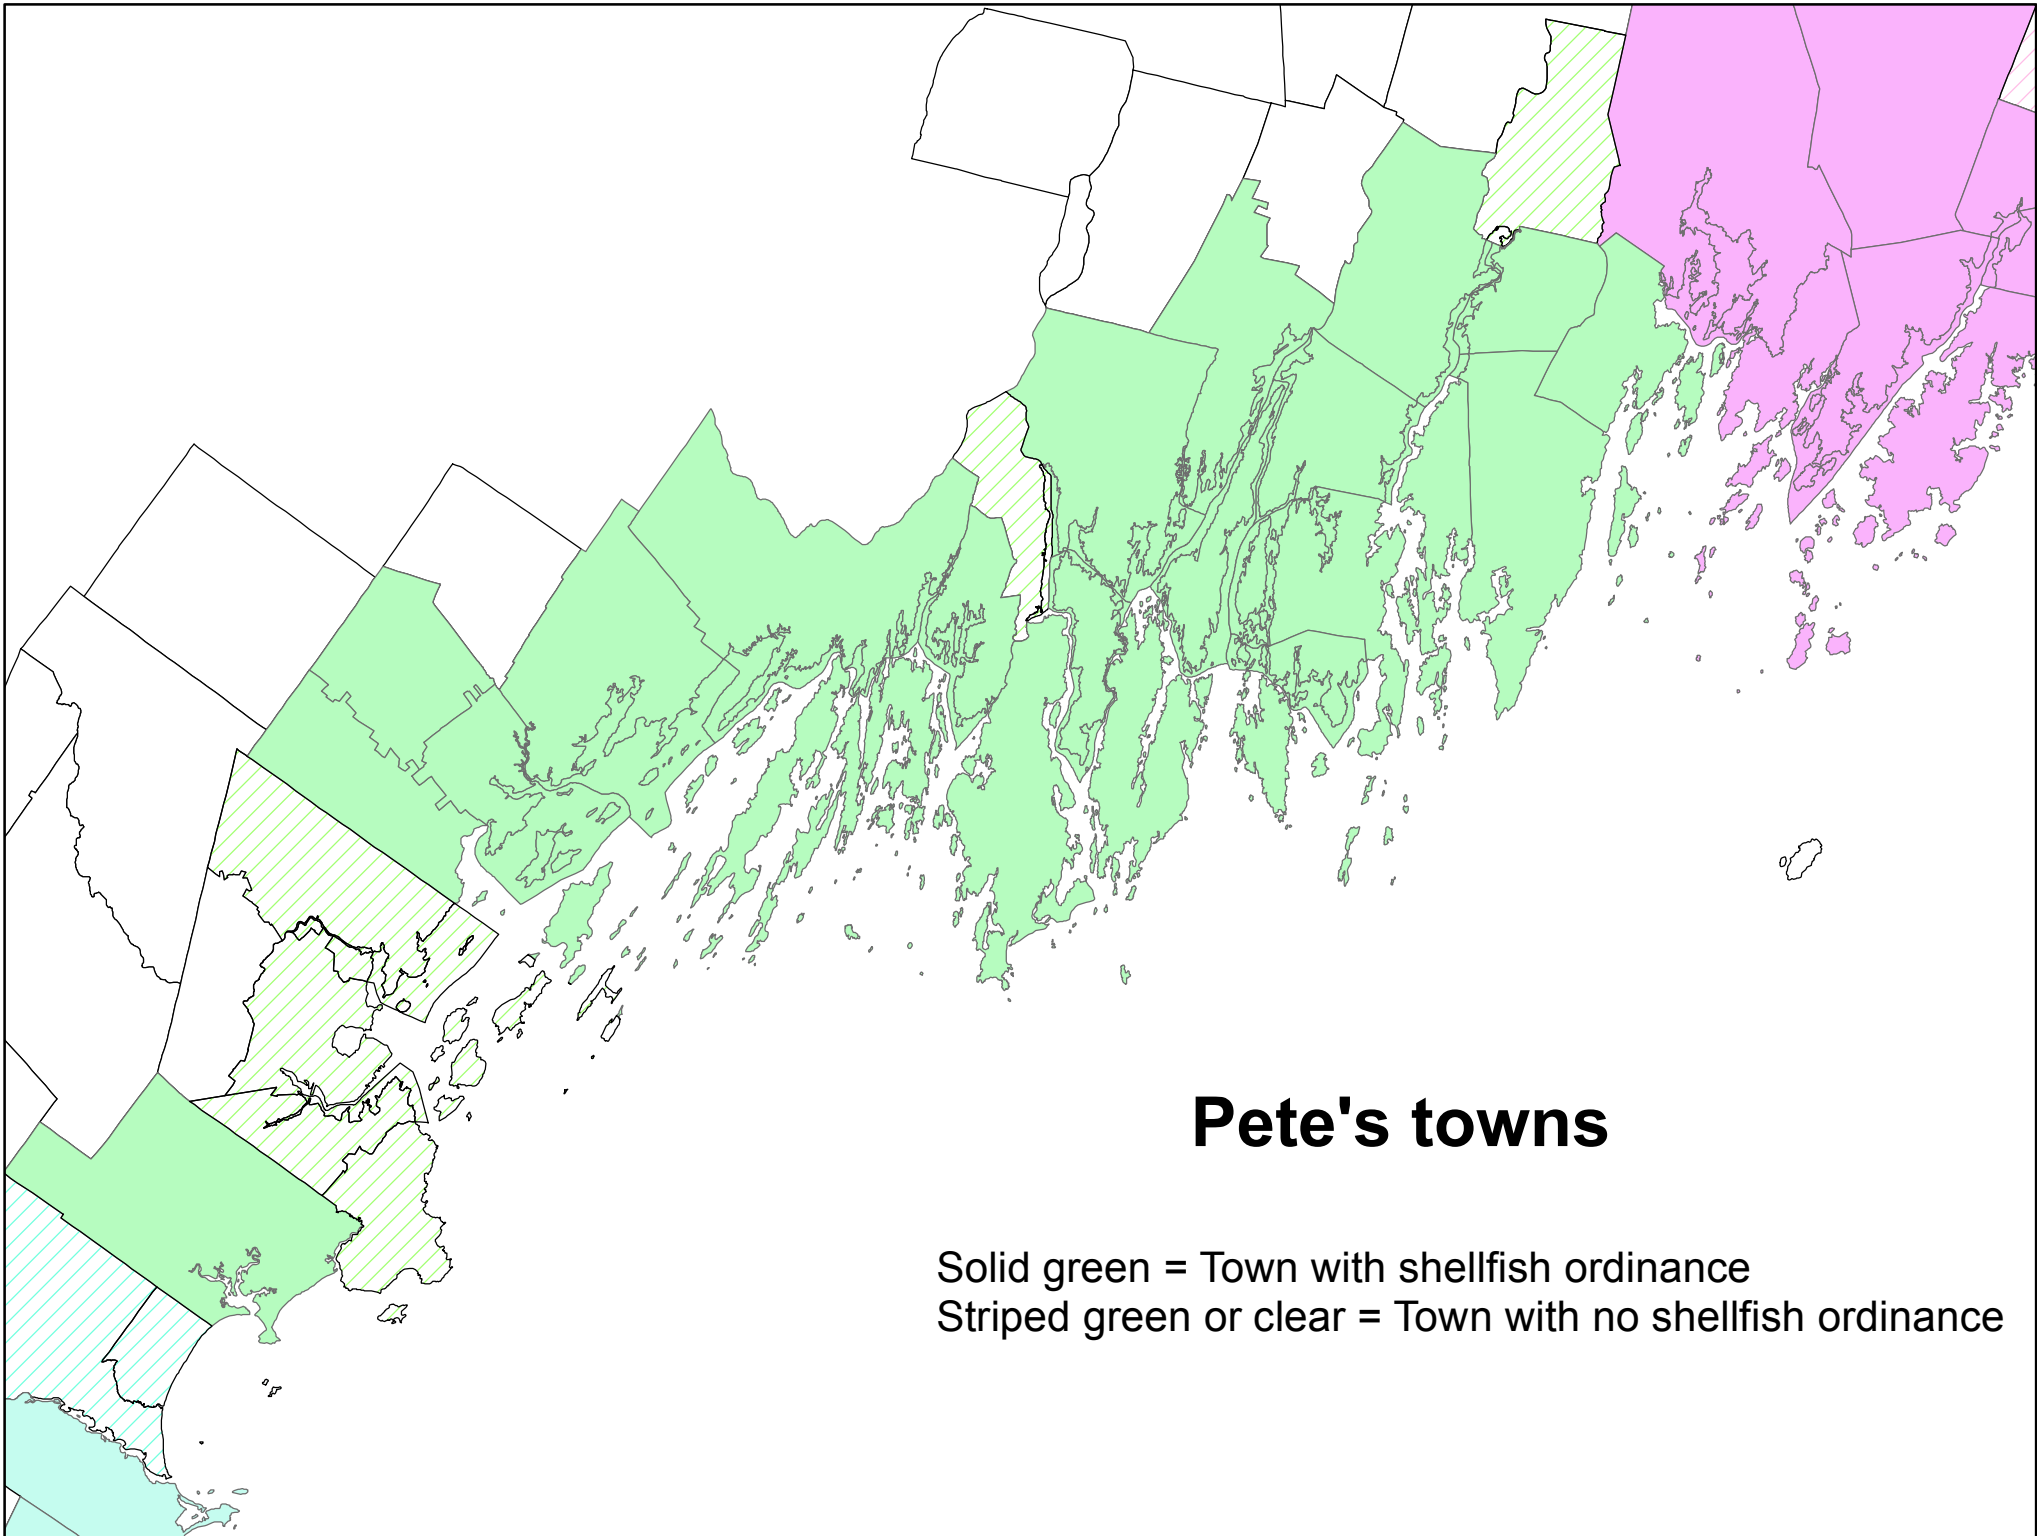 Pete's towns
Solid green = Town with shellfish ordinance
Striped green or clear = Town with no shellfish ordinance